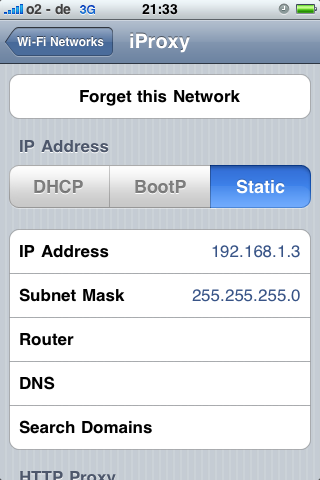 o2 - de 3G 21:33
Wi-Fi Networks iProxy
Forget this Network
IP Address
DHCP BootP Static
IP Address 192.168.1.3
Subnet Mask 255.255.255.0
Router
DNS
Search Domains
HTTP Proxy